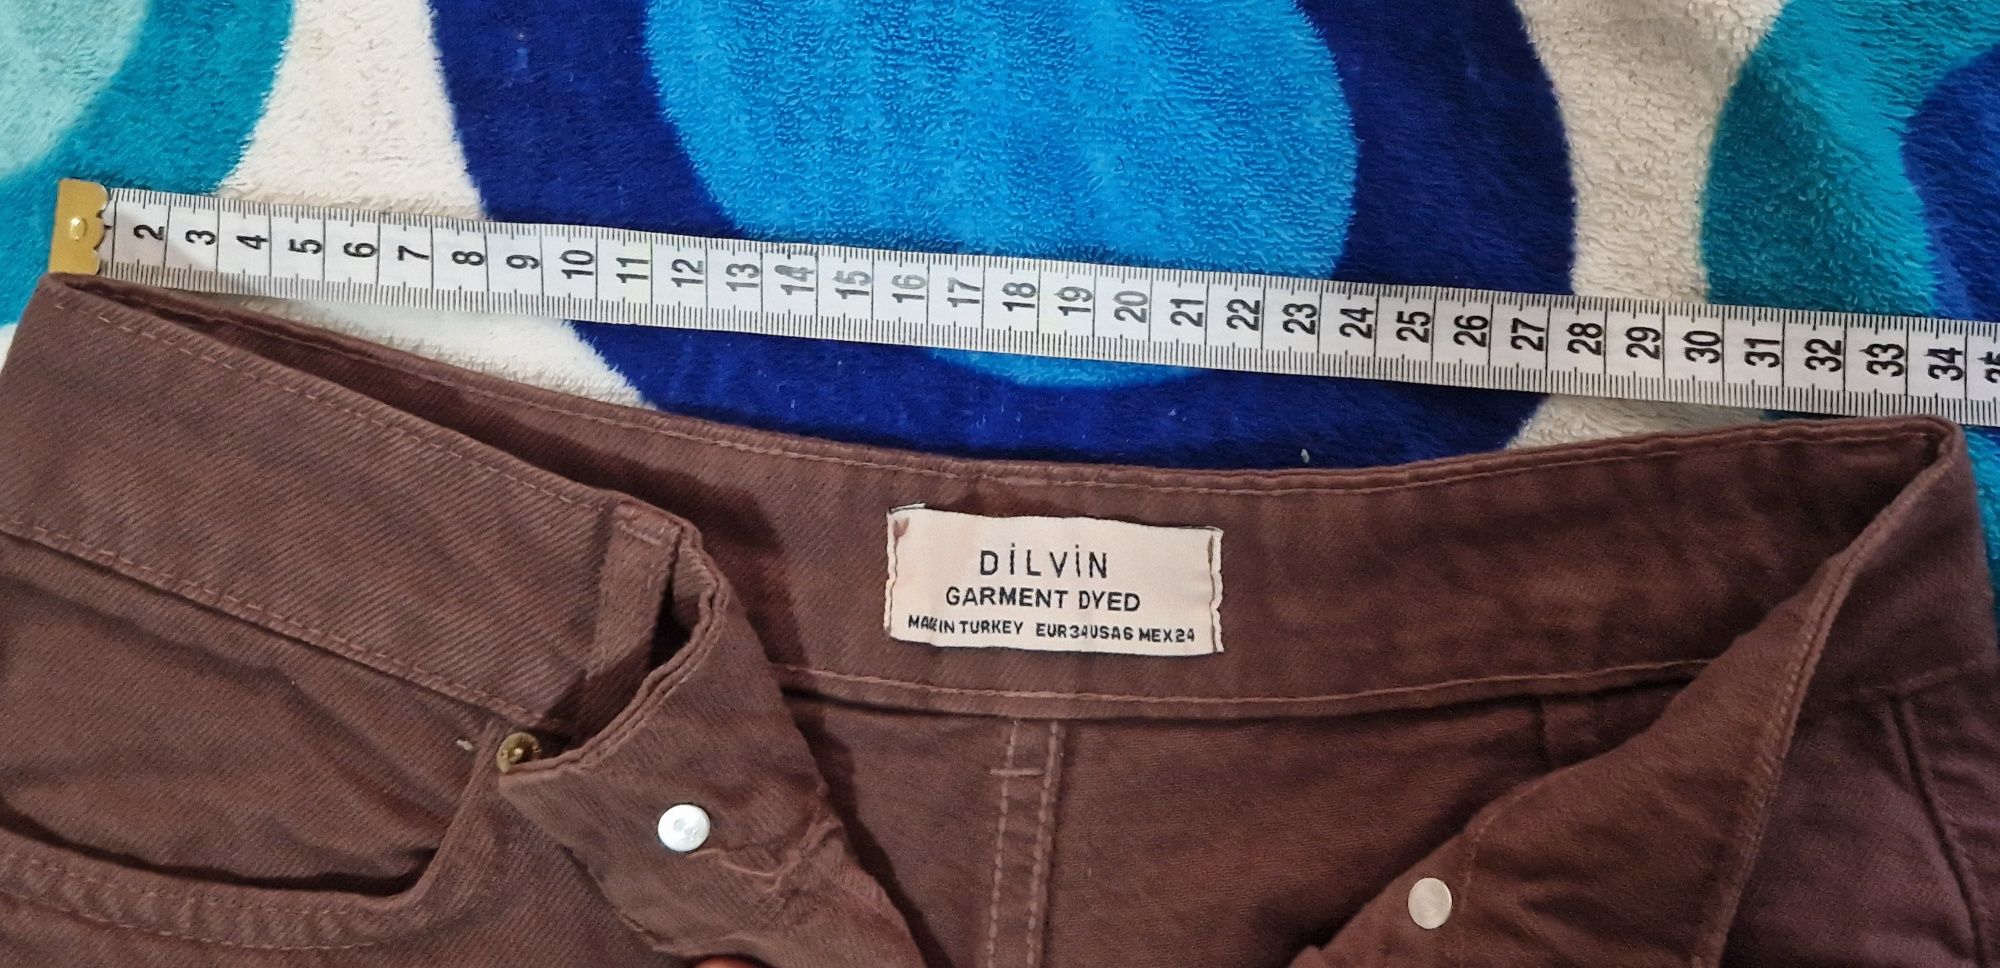 2 3 4 5 6 7 8 9 10 11 12 13 14 15 16 17 18 19 20 21 22 23 24 25 26 27 28 29 30 31 32 33 34 35
DİLVİN
GARMENT DYED
MADE IN TURKEY EUR34USA6 MEX24